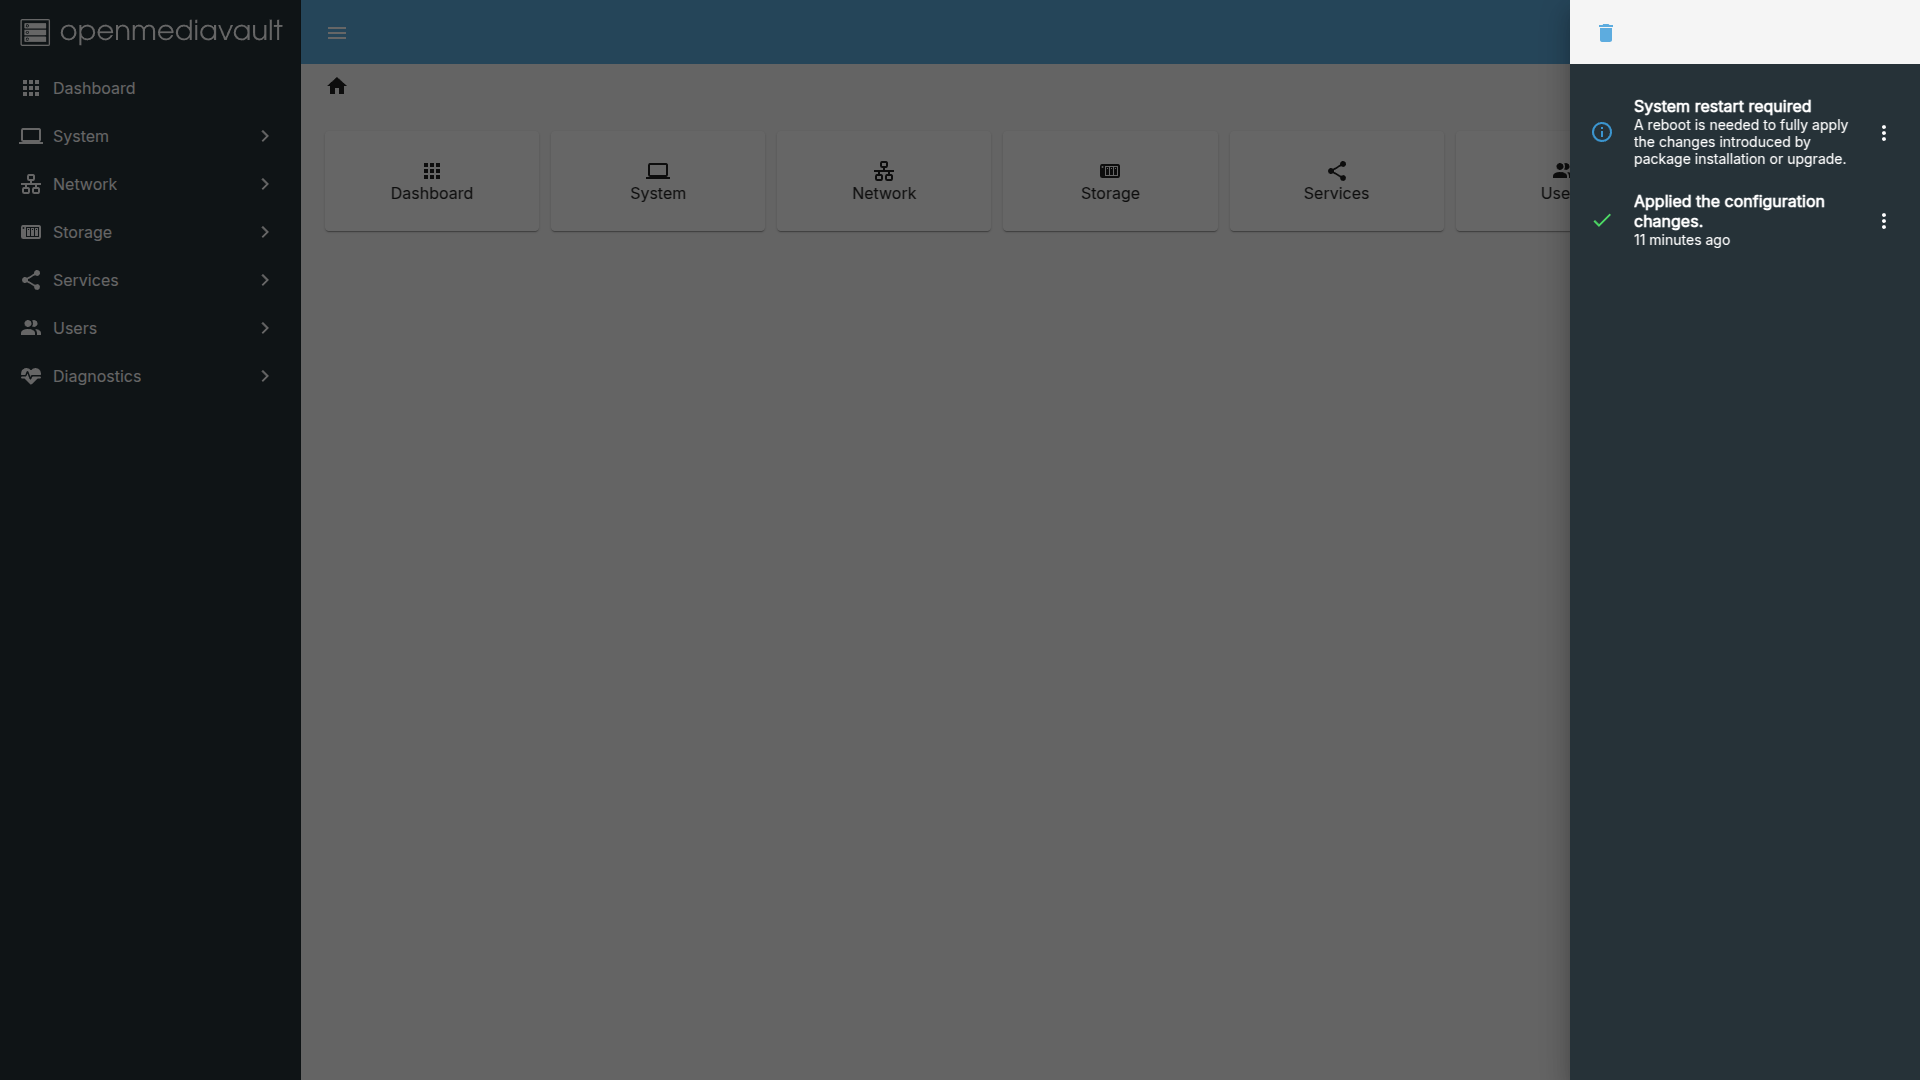 openmediavault
Dashboard
System
Network
Storage
Services
Users
Diagnostics
Dashboard
System
Network
Storage
Services
Use
System restart required
A reboot is needed to fully apply
the changes introduced by
package installation or upgrade.
Applied the configuration
changes.
11 minutes ago